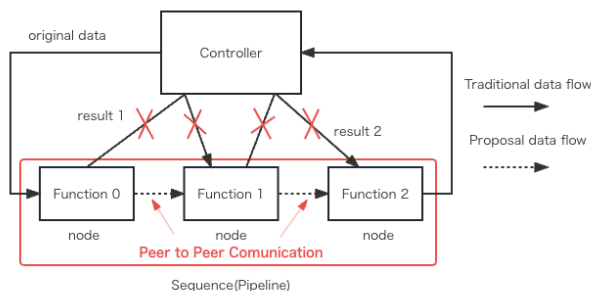 original data
Controller
Traditional data flow
result 1
result 2
Proposal data flow
Function 0
Function 1
Function 2
node
node
node
Peer to Peer Comunication
Sequence(Pipeline)